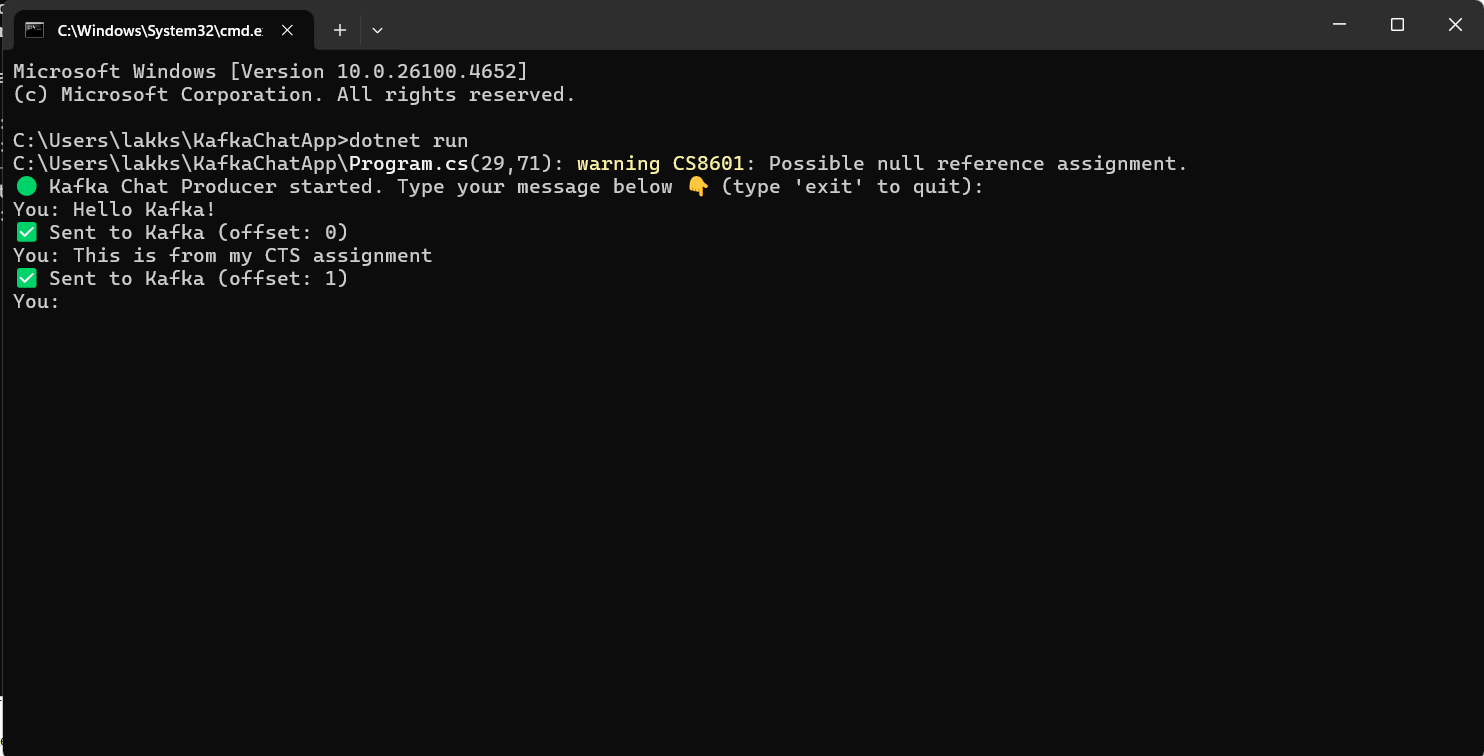 C:\Windows\System32\cmd.e
Microsoft Windows [Version 10.0.26100.4652]
(c) Microsoft Corporation. All rights reserved.
C:\Users\lakks\KafkaChatApp>dotnet run
C:\Users\lakks\KafkaChatApp\Program.cs(29,71): warning CS8601: Possible null reference assignment.
🟢 Kafka Chat Producer started. Type your message below 👇 (type 'exit' to quit):
You: Hello Kafka!
✅ Sent to Kafka (offset: 0)
You: This is from my CTS assignment
✅ Sent to Kafka (offset: 1)
You: